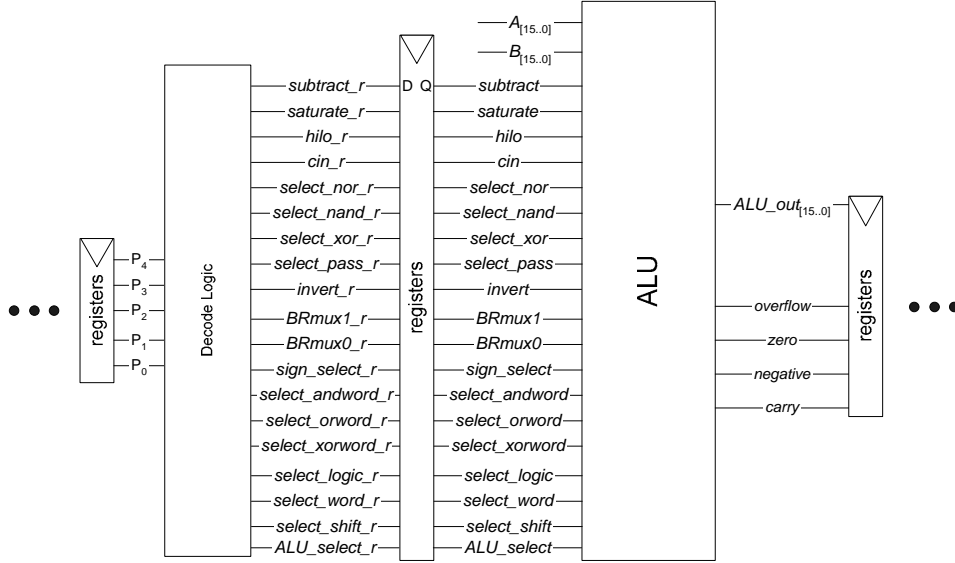 A[15..0]
B[15..0]
subtract_r D Q subtract
saturate_r saturate
hilo_r hilo
cin_r cin
select_nor_r select_nor
select_nand_r select_nand
ALU_out[15..0]
select_xor_r select_xor
P4 select_pass_r select_pass
P3 invert_r invert
P2 BRmux1_r BRmux1
overflow
P1 BRmux0_r BRmux0
zero
P0 sign_select_r sign_select
negative
select_andword_r select_andword
carry
select_orword_r select_orword
select_xorword_r select_xorword
select_logic_r select_logic
select_word_r select_word
select_shift_r select_shift
ALU_select_r ALU_select
registers
Decode Logic
registers
ALU
registers